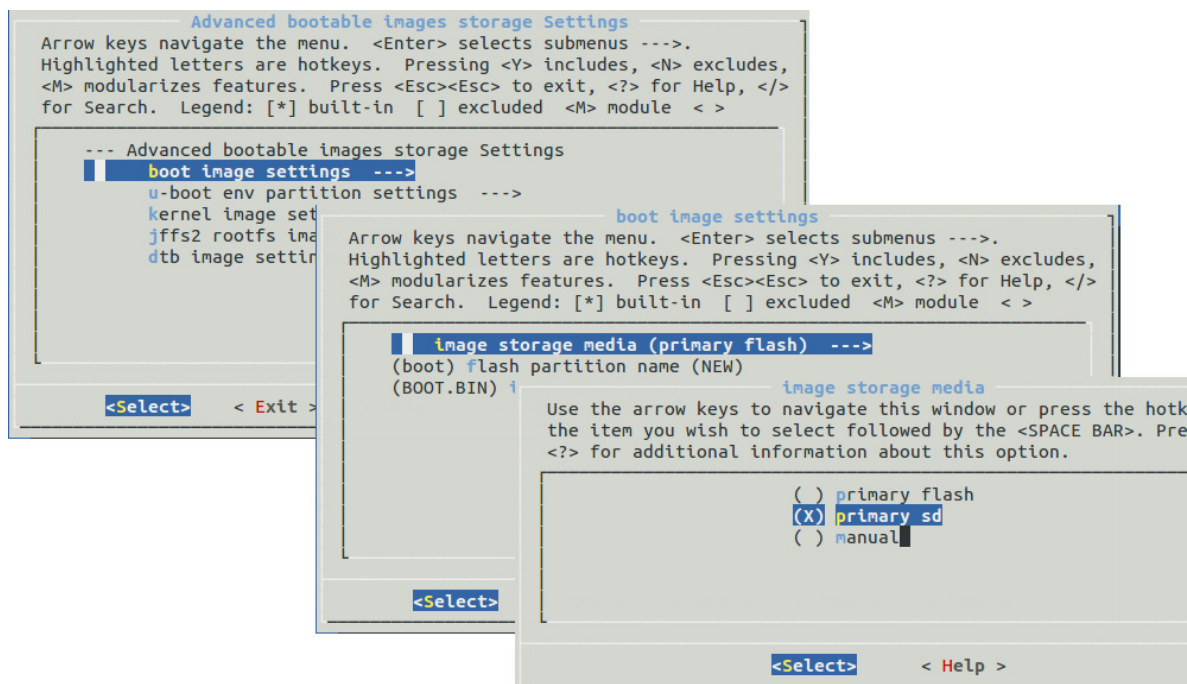 Advanced bootable images storage Settings
Arrow keys navigate the menu. <Enter> selects submenus --->.
Highlighted letters are hotkeys. Pressing <Y> includes, <N> excludes,
<M> modularizes features. Press <Esc><Esc> to exit, <?> for Help, </>
for Search. Legend: [*] built-in [ ] excluded <M> module < >
--- Advanced bootable images storage Settings
boot image settings --->
u-boot env partition settings --->
kernel image set
jffs2 rootfs ima
dtb image settin
<Select> < Exit >
boot image settings
Arrow keys navigate the menu. <Enter> selects submenus --->.
Highlighted letters are hotkeys. Pressing <Y> includes, <N> excludes,
<M> modularizes features. Press <Esc><Esc> to exit, <?> for Help, </>
for Search. Legend: [*] built-in [ ] excluded <M> module < >
image storage media (primary flash) --->
(boot) flash partition name (NEW)
(BOOT.BIN) i
<Select>
image storage media
Use the arrow keys to navigate this window or press the hotk
the item you wish to select followed by the <SPACE BAR>. Pre
<?> for additional information about this option.
( ) primary flash
(X) primary sd
( ) manual
<Select> < Help >